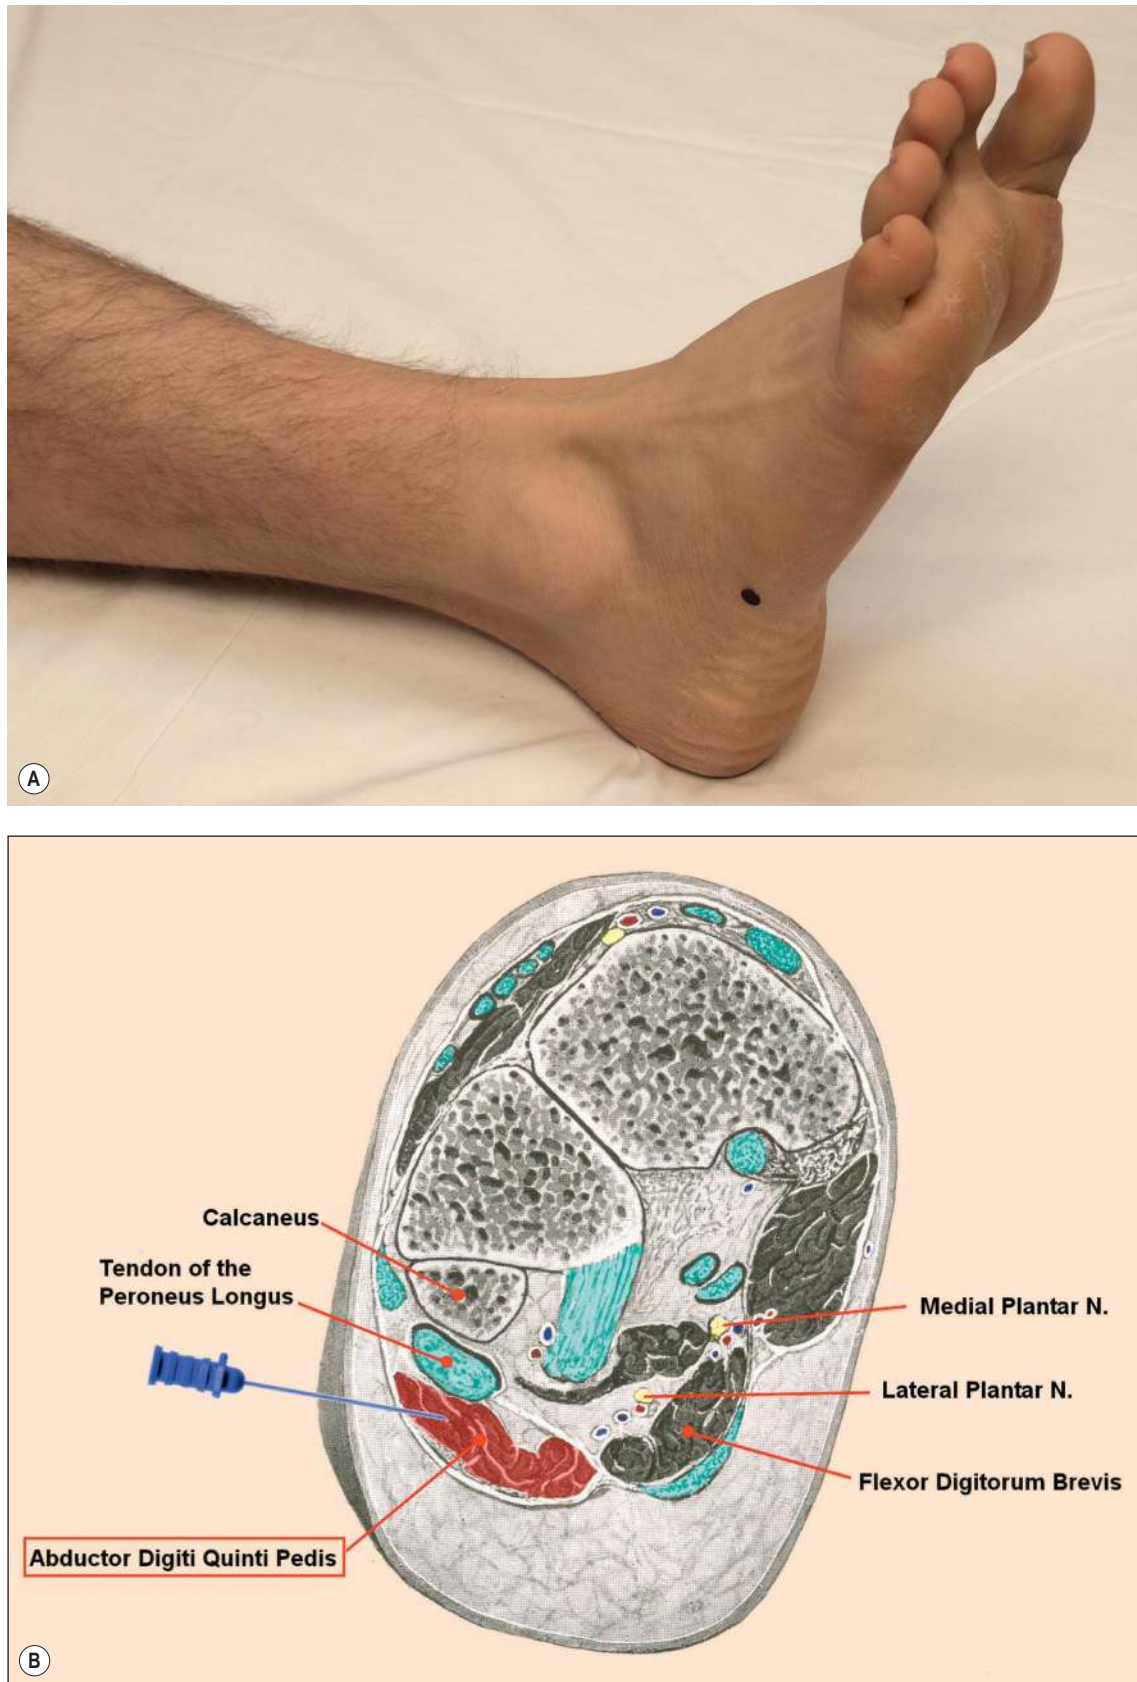 A
Calcaneus
Tendon of the
Peroneus Longus
Medial Plantar N.
Lateral Plantar N.
Flexor Digitorum Brevis
Abductor Digiti Quinti Pedis
B